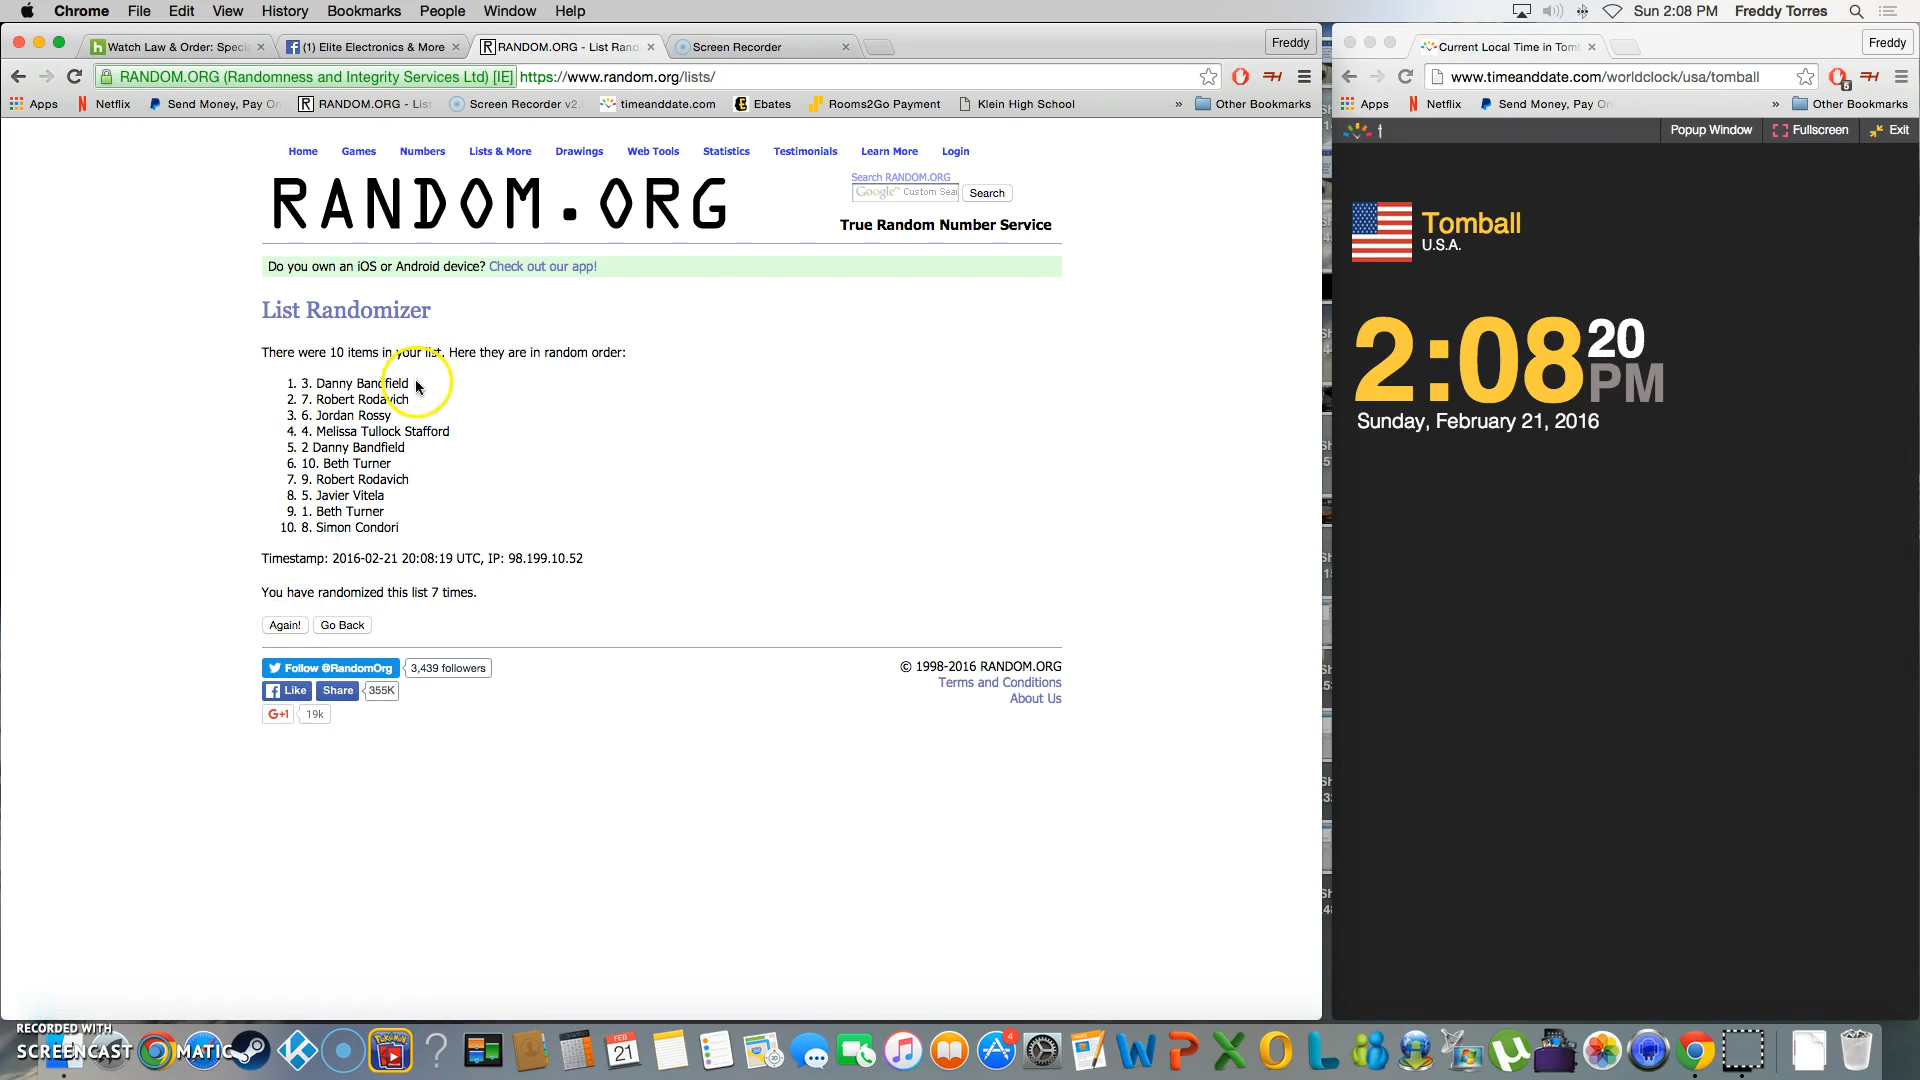 Chrome File Edit View History Bookmarks People Window Help Sun 2:08 PM Freddy Torres
Watch Law & Order: Specia (1) Elite Electronics & More RANDOM.ORG - List Rand Screen Recorder Freddy
RANDOM.ORG (Randomness and Integrity Services Ltd) [IE] https://www.random.org/lists/
Apps Netflix Send Money, Pay On RANDOM.ORG - List Screen Recorder v2. timeanddate.com Ebates Rooms2Go Payment Klein High School » Other Bookmarks
Home Games Numbers Lists & More Drawings Web Tools Statistics Testimonials Learn More Login
RANDOM.ORG
Search RANDOM.ORG
Google™ Custom Sear Search
True Random Number Service
Do you own an iOS or Android device? Check out our app!
List Randomizer
There were 10 items in your list. Here they are in random order:
1. 3. Danny Bandfield
2. 7. Robert Rodavich
3. 6. Jordan Rossy
4. 4. Melissa Tullock Stafford
5. 2 Danny Bandfield
6. 10. Beth Turner
7. 9. Robert Rodavich
8. 5. Javier Vitela
9. 1. Beth Turner
10. 8. Simon Condori
Timestamp: 2016-02-21 20:08:19 UTC, IP: 98.199.10.52
You have randomized this list 7 times.
Again! Go Back
Follow @RandomOrg 3,439 followers
Like Share 355K
G+1 19k
© 1998-2016 RANDOM.ORG
Terms and Conditions
About Us
Current Local Time in Tomb Freddy
www.timeanddate.com/worldclock/usa/tomball
5
Apps Netflix Send Money, Pay On » Other Bookmarks
t Popup Window Fullscreen Exit
Tomball
U.S.A.
2:08 20 PM
Sunday, February 21, 2016
RECORDED WITH
SCREENCAST MATIC
FEB
21
4